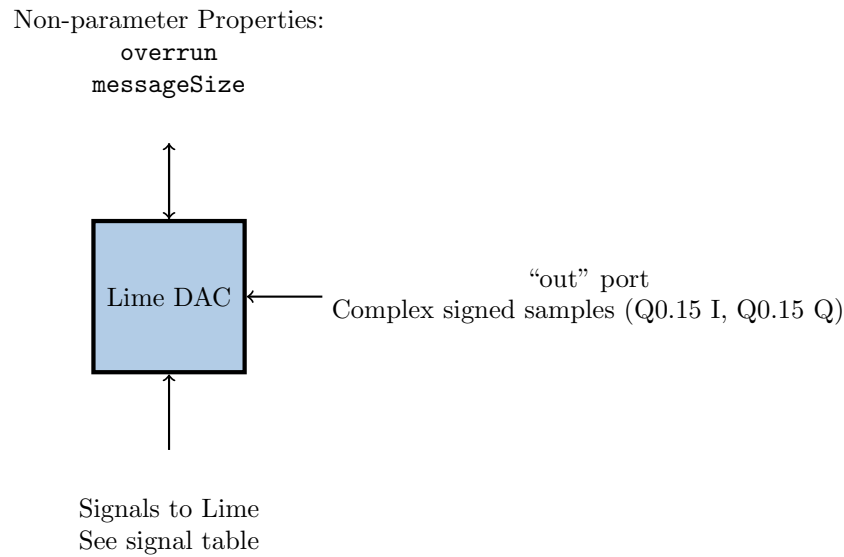 Non-parameter Properties:
overrun
messageSize
Lime DAC
“out” port
Complex signed samples (Q0.15 I, Q0.15 Q)
Signals to Lime
See signal table